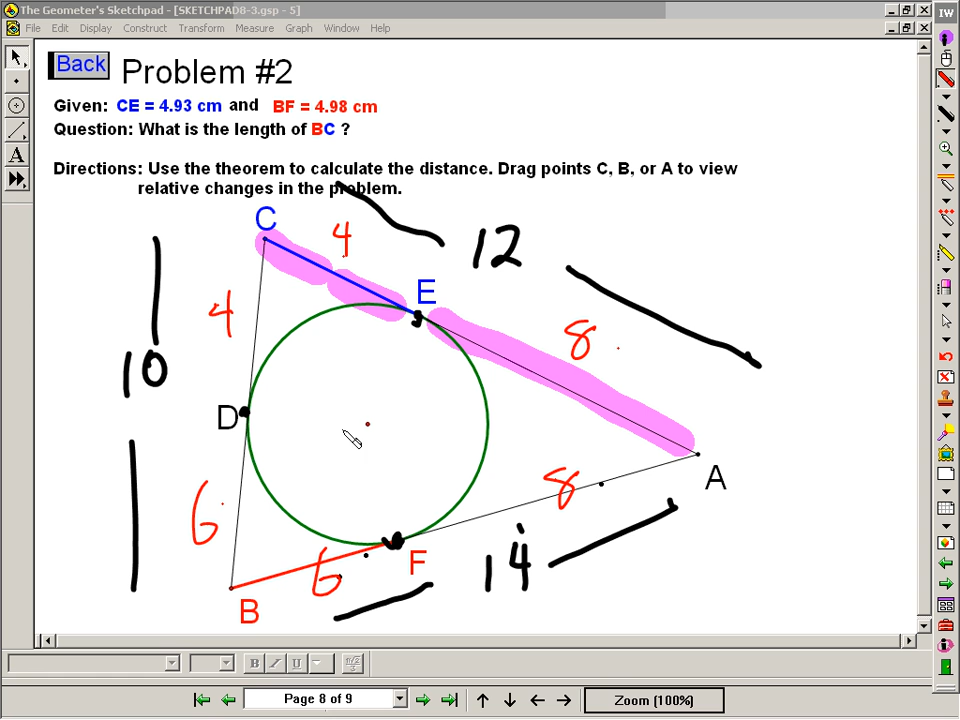 The Geometer's Sketchpad - [SKETCHPAD8-3.gsp - 5]
IW
File Edit Display Construct Transform Measure Graph Window Help
Back
Problem #2
Given: CE = 4.93 cm and BF = 4.98 cm
Question: What is the length of BC ?
Directions: Use the theorem to calculate the distance. Drag points C, B, or A to view
relative changes in the problem.
C
4
12
E
4
8
10
D
A
8
6
14
6
F
B
B I U
Page 8 of 9
Zoom (100%)